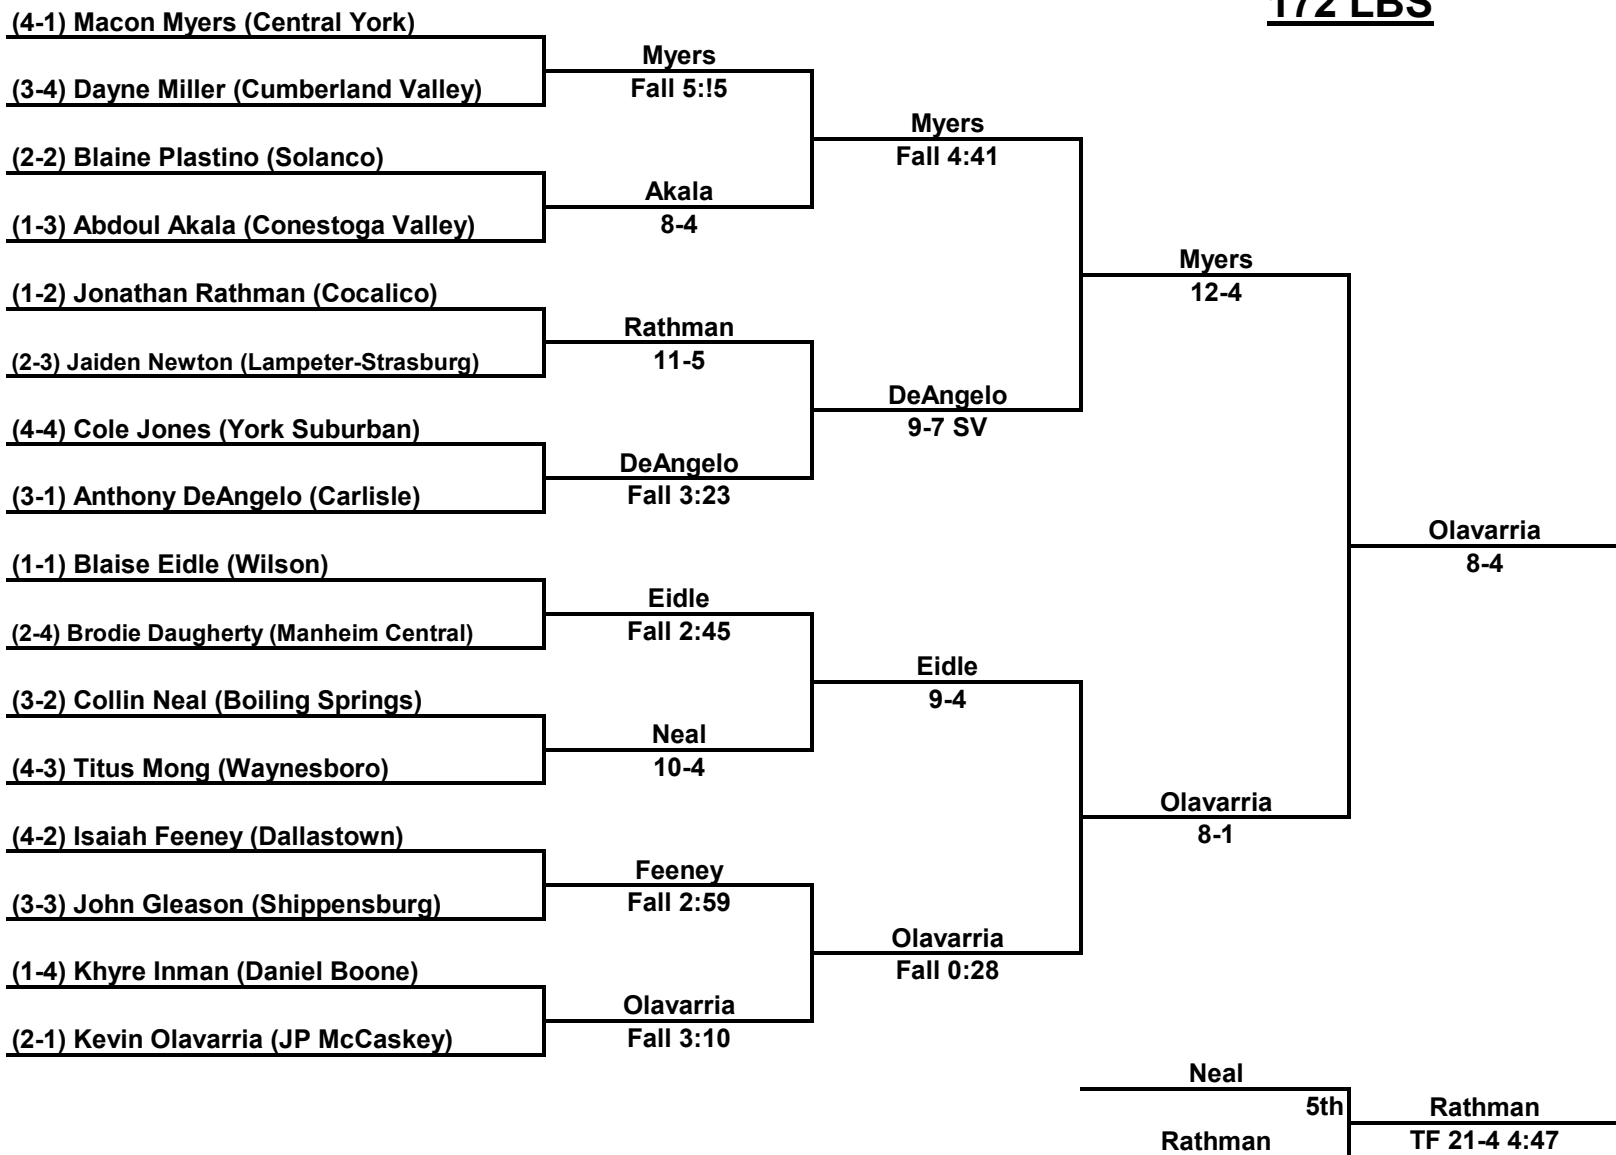 172 LBS
(4-1) Macon Myers (Central York)
Myers
(3-4) Dayne Miller (Cumberland Valley)
Fall 5:!5
Myers
(2-2) Blaine Plastino (Solanco)
Fall 4:41
Akala
(1-3) Abdoul Akala (Conestoga Valley)
8-4
Myers
(1-2) Jonathan Rathman (Cocalico)
12-4
Rathman
(2-3) Jaiden Newton (Lampeter-Strasburg)
11-5
DeAngelo
(4-4) Cole Jones (York Suburban)
9-7 SV
DeAngelo
(3-1) Anthony DeAngelo (Carlisle)
Fall 3:23
Olavarria
(1-1) Blaise Eidle (Wilson)
8-4
Eidle
(2-4) Brodie Daugherty (Manheim Central)
Fall 2:45
Eidle
(3-2) Collin Neal (Boiling Springs)
9-4
Neal
(4-3) Titus Mong (Waynesboro)
10-4
Olavarria
(4-2) Isaiah Feeney (Dallastown)
8-1
Feeney
(3-3) John Gleason (Shippensburg)
Fall 2:59
Olavarria
(1-4) Khyre Inman (Daniel Boone)
Fall 0:28
Olavarria
(2-1) Kevin Olavarria (JP McCaskey)
Fall 3:10
Neal
5th
Rathman
Rathman
TF 21-4 4:47